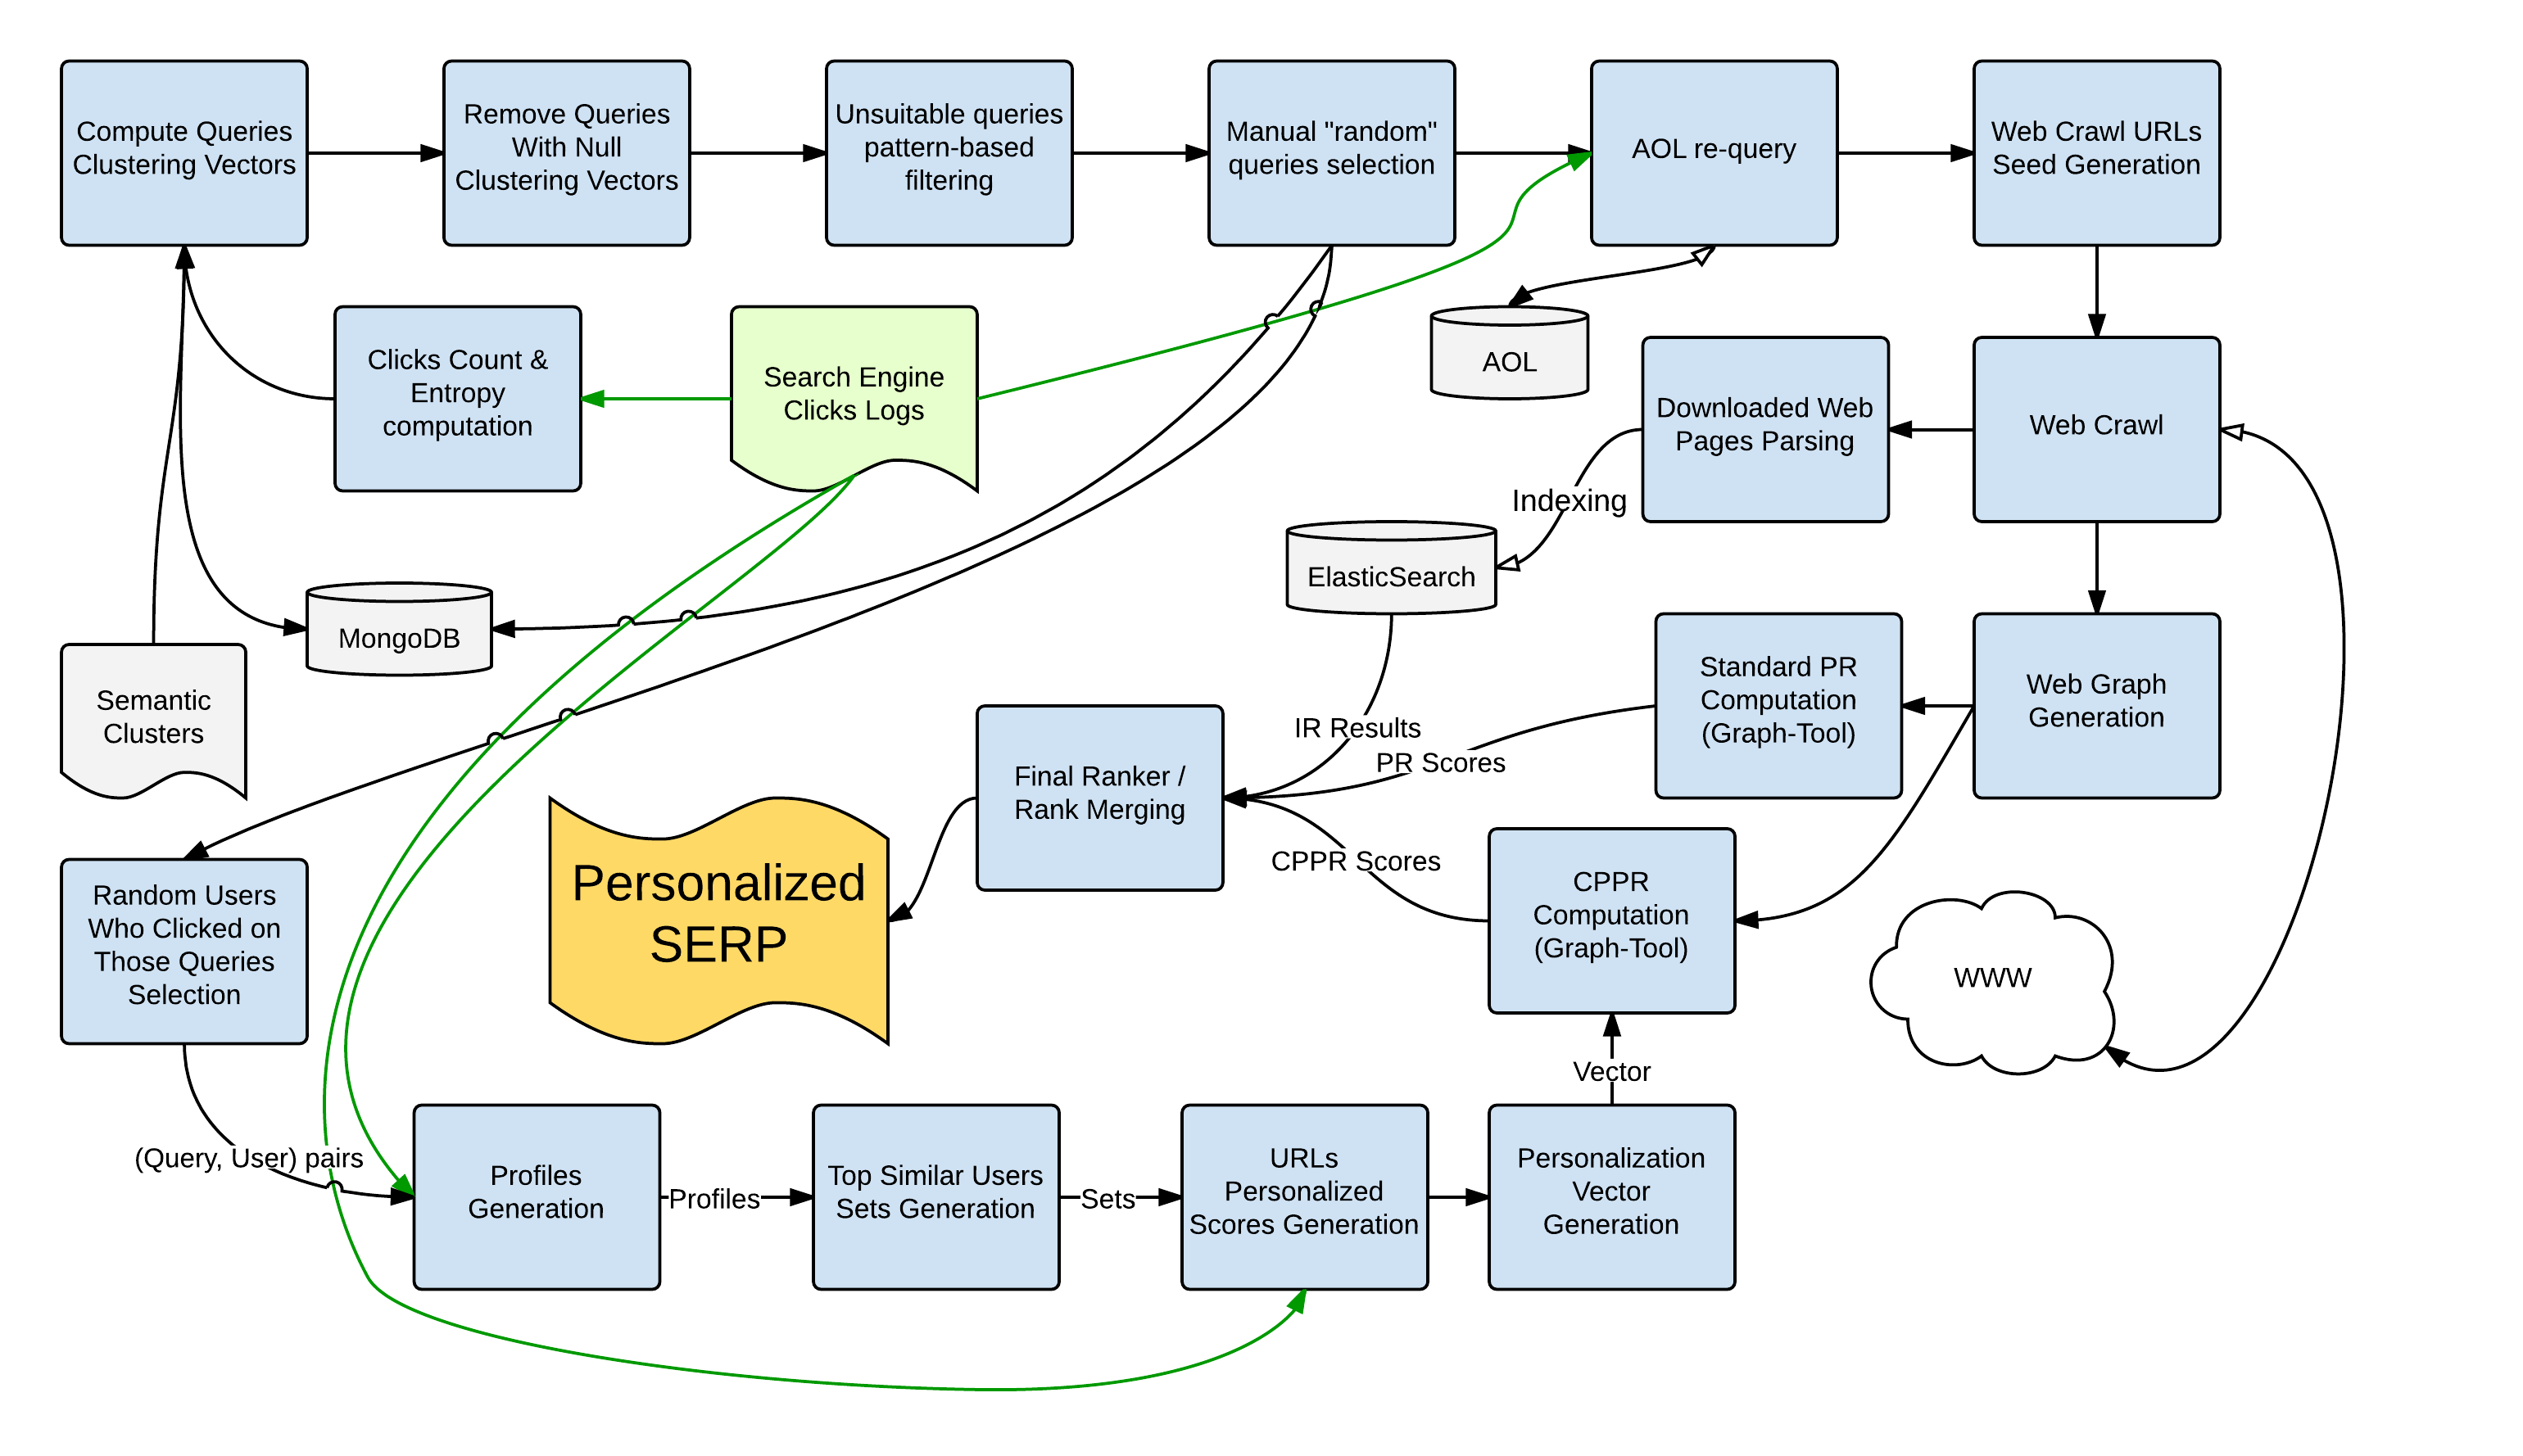 Compute Queries
Clustering Vectors
Remove Queries
With Null
Clustering Vectors
Unsuitable queries
pattern-based
filtering
Manual "random"
queries selection
AOL re-query
Web Crawl URLs
Seed Generation
Clicks Count &
Entropy
computation
Search Engine
Clicks Logs
AOL
Downloaded Web
Pages Parsing
Web Crawl
Indexing
ElasticSearch
MongoDB
Semantic
Clusters
Standard PR
Computation
(Graph-Tool)
Web Graph
Generation
IR Results
PR Scores
Final Ranker /
Rank Merging
CPPR Scores
Personalized
SERP
CPPR
Computation
(Graph-Tool)
Random Users
Who Clicked on
Those Queries
Selection
WWW
Vector
(Query, User) pairs
Profiles
Generation
Profiles
Top Similar Users
Sets Generation
Sets
URLs
Personalized
Scores Generation
Personalization
Vector
Generation